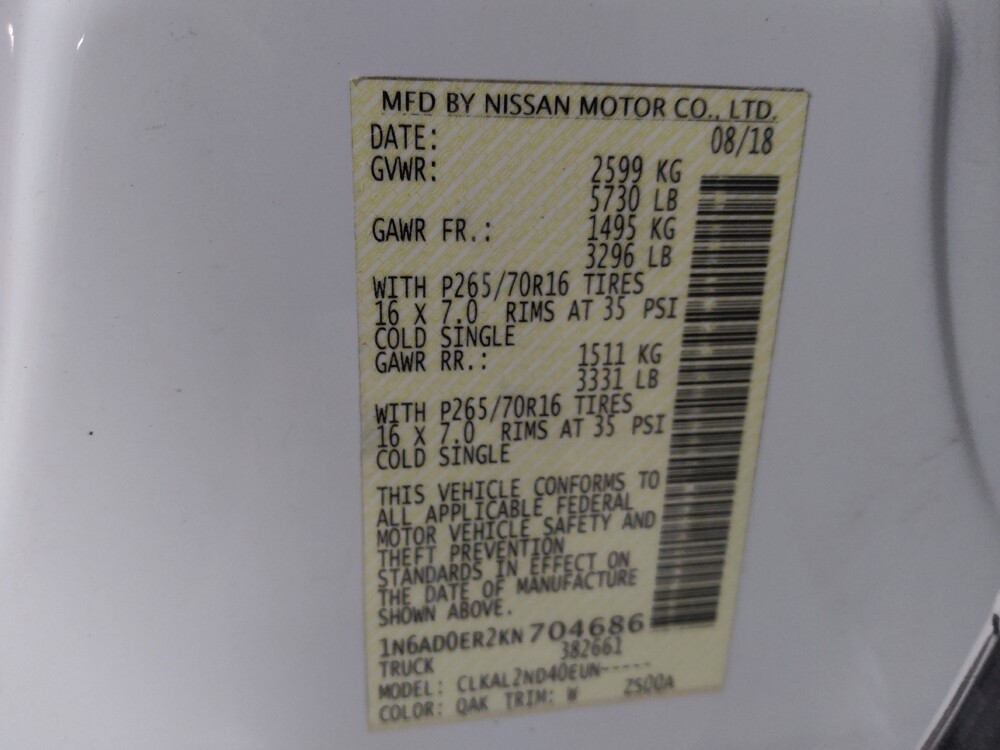 MFD BY NISSAN MOTOR CO., LTD.
DATE: 08/18
GVWR: 2599 KG
5730 LB
GAWR FR.: 1495 KG
3296 LB
WITH P265/70R16 TIRES
16 X 7.0 RIMS AT 35 PSI
COLD SINGLE
GAWR RR.: 1511 KG
3331 LB
WITH P265/70R16 TIRES
16 X 7.0 RIMS AT 35 PSI
COLD SINGLE
THIS VEHICLE CONFORMS TO
ALL APPLICABLE FEDERAL
MOTOR VEHICLE SAFETY AND
THEFT PREVENTION
STANDARDS IN EFFECT ON
THE DATE OF MANUFACTURE
SHOWN ABOVE.
1N6AD0ER2KN704686
382661
TRUCK
MODEL: CLKAL2ND40EUN-----
COLOR: QAK TRIM: W 2S00A